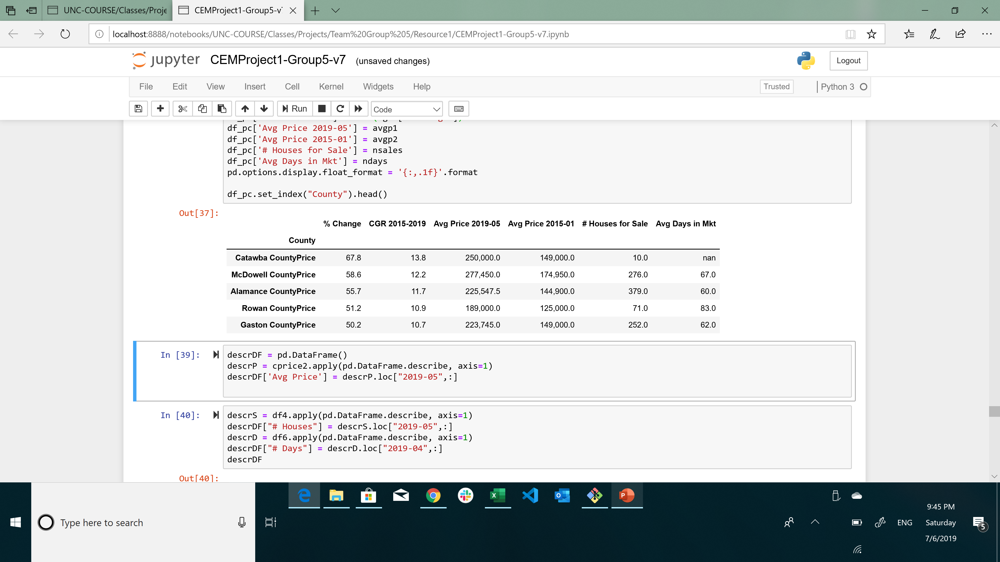 UNC-COURSE/Classes/Proje
CEMProject1-Group5-v
localhost:8888/notebooks/UNC-COURSE/Classes/Projects/Team%20Group%205/Resource1/CEMProject1-Group5-v7.ipynb
jupyter CEMProject1-Group5-v7 (unsaved changes)
Logout
File Edit View Insert Cell Kernel Widgets Help
Trusted Python 3
Run Code
df_pc['Avg Price 2019-05'] = avgp1
df_pc['Avg Price 2015-01'] = avgp2
df_pc['# Houses for Sale'] = nsales
df_pc['Avg Days in Mkt'] = ndays
pd.options.display.float_format = '{:,.1f}'.format
df_pc.set_index("County").head()
Out[37]:
% Change CGR 2015-2019 Avg Price 2019-05 Avg Price 2015-01 # Houses for Sale Avg Days in Mkt
County
Catawba CountyPrice 67.8 13.8 250,000.0 149,000.0 10.0 nan
McDowell CountyPrice 58.6 12.2 277,450.0 174,950.0 276.0 67.0
Alamance CountyPrice 55.7 11.7 225,547.5 144,900.0 379.0 60.0
Rowan CountyPrice 51.2 10.9 189,000.0 125,000.0 71.0 83.0
Gaston CountyPrice 50.2 10.7 223,745.0 149,000.0 252.0 62.0
In [39]: descrDF = pd.DataFrame()
descrP = cprice2.apply(pd.DataFrame.describe, axis=1)
descrDF['Avg Price'] = descrP.loc["2019-05",:]
In [40]: descrS = df4.apply(pd.DataFrame.describe, axis=1)
descrDF["# Houses"] = descrS.loc["2019-05",:]
descrD = df6.apply(pd.DataFrame.describe, axis=1)
descrDF["# Days"] = descrD.loc["2019-04",:]
descrDF
Out[40]:
Type here to search
ENG
9:45 PM
Saturday
7/6/2019
5